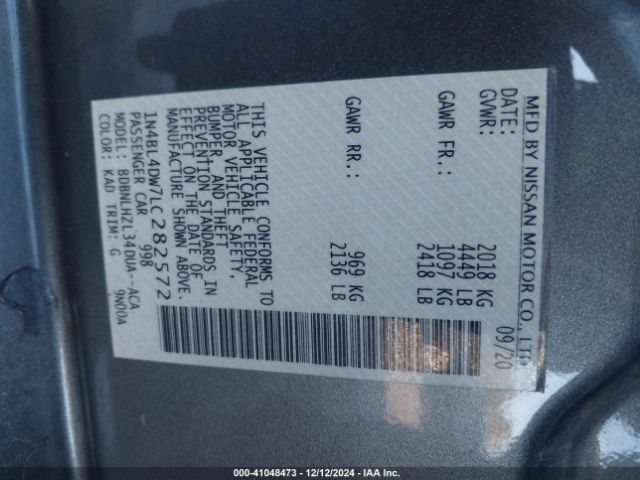 MFD BY NISSAN MOTOR CO., LTD
DATE: 09/20
GVWR: 2018 KG
4449 LB
GAWR FR.: 1097 KG
2418 LB
GAWR RR.: 969 KG
2136 LB
THIS VEHICLE CONFORMS TO
ALL APPLICABLE FEDERAL
MOTOR VEHICLE SAFETY,
BUMPER, AND THEFT
PREVENTION STANDARDS IN
EFFECT ON THE DATE OF
MANUFACTURE SHOWN ABOVE.
1N4BL4DW7LC282572
PASSENGER CAR 998
MODEL: BDBNLHZL34DUA--ACA 9N00A
COLOR: KAD TRIM: G
000-41048473 — 12/12/2024 — IAA Inc.